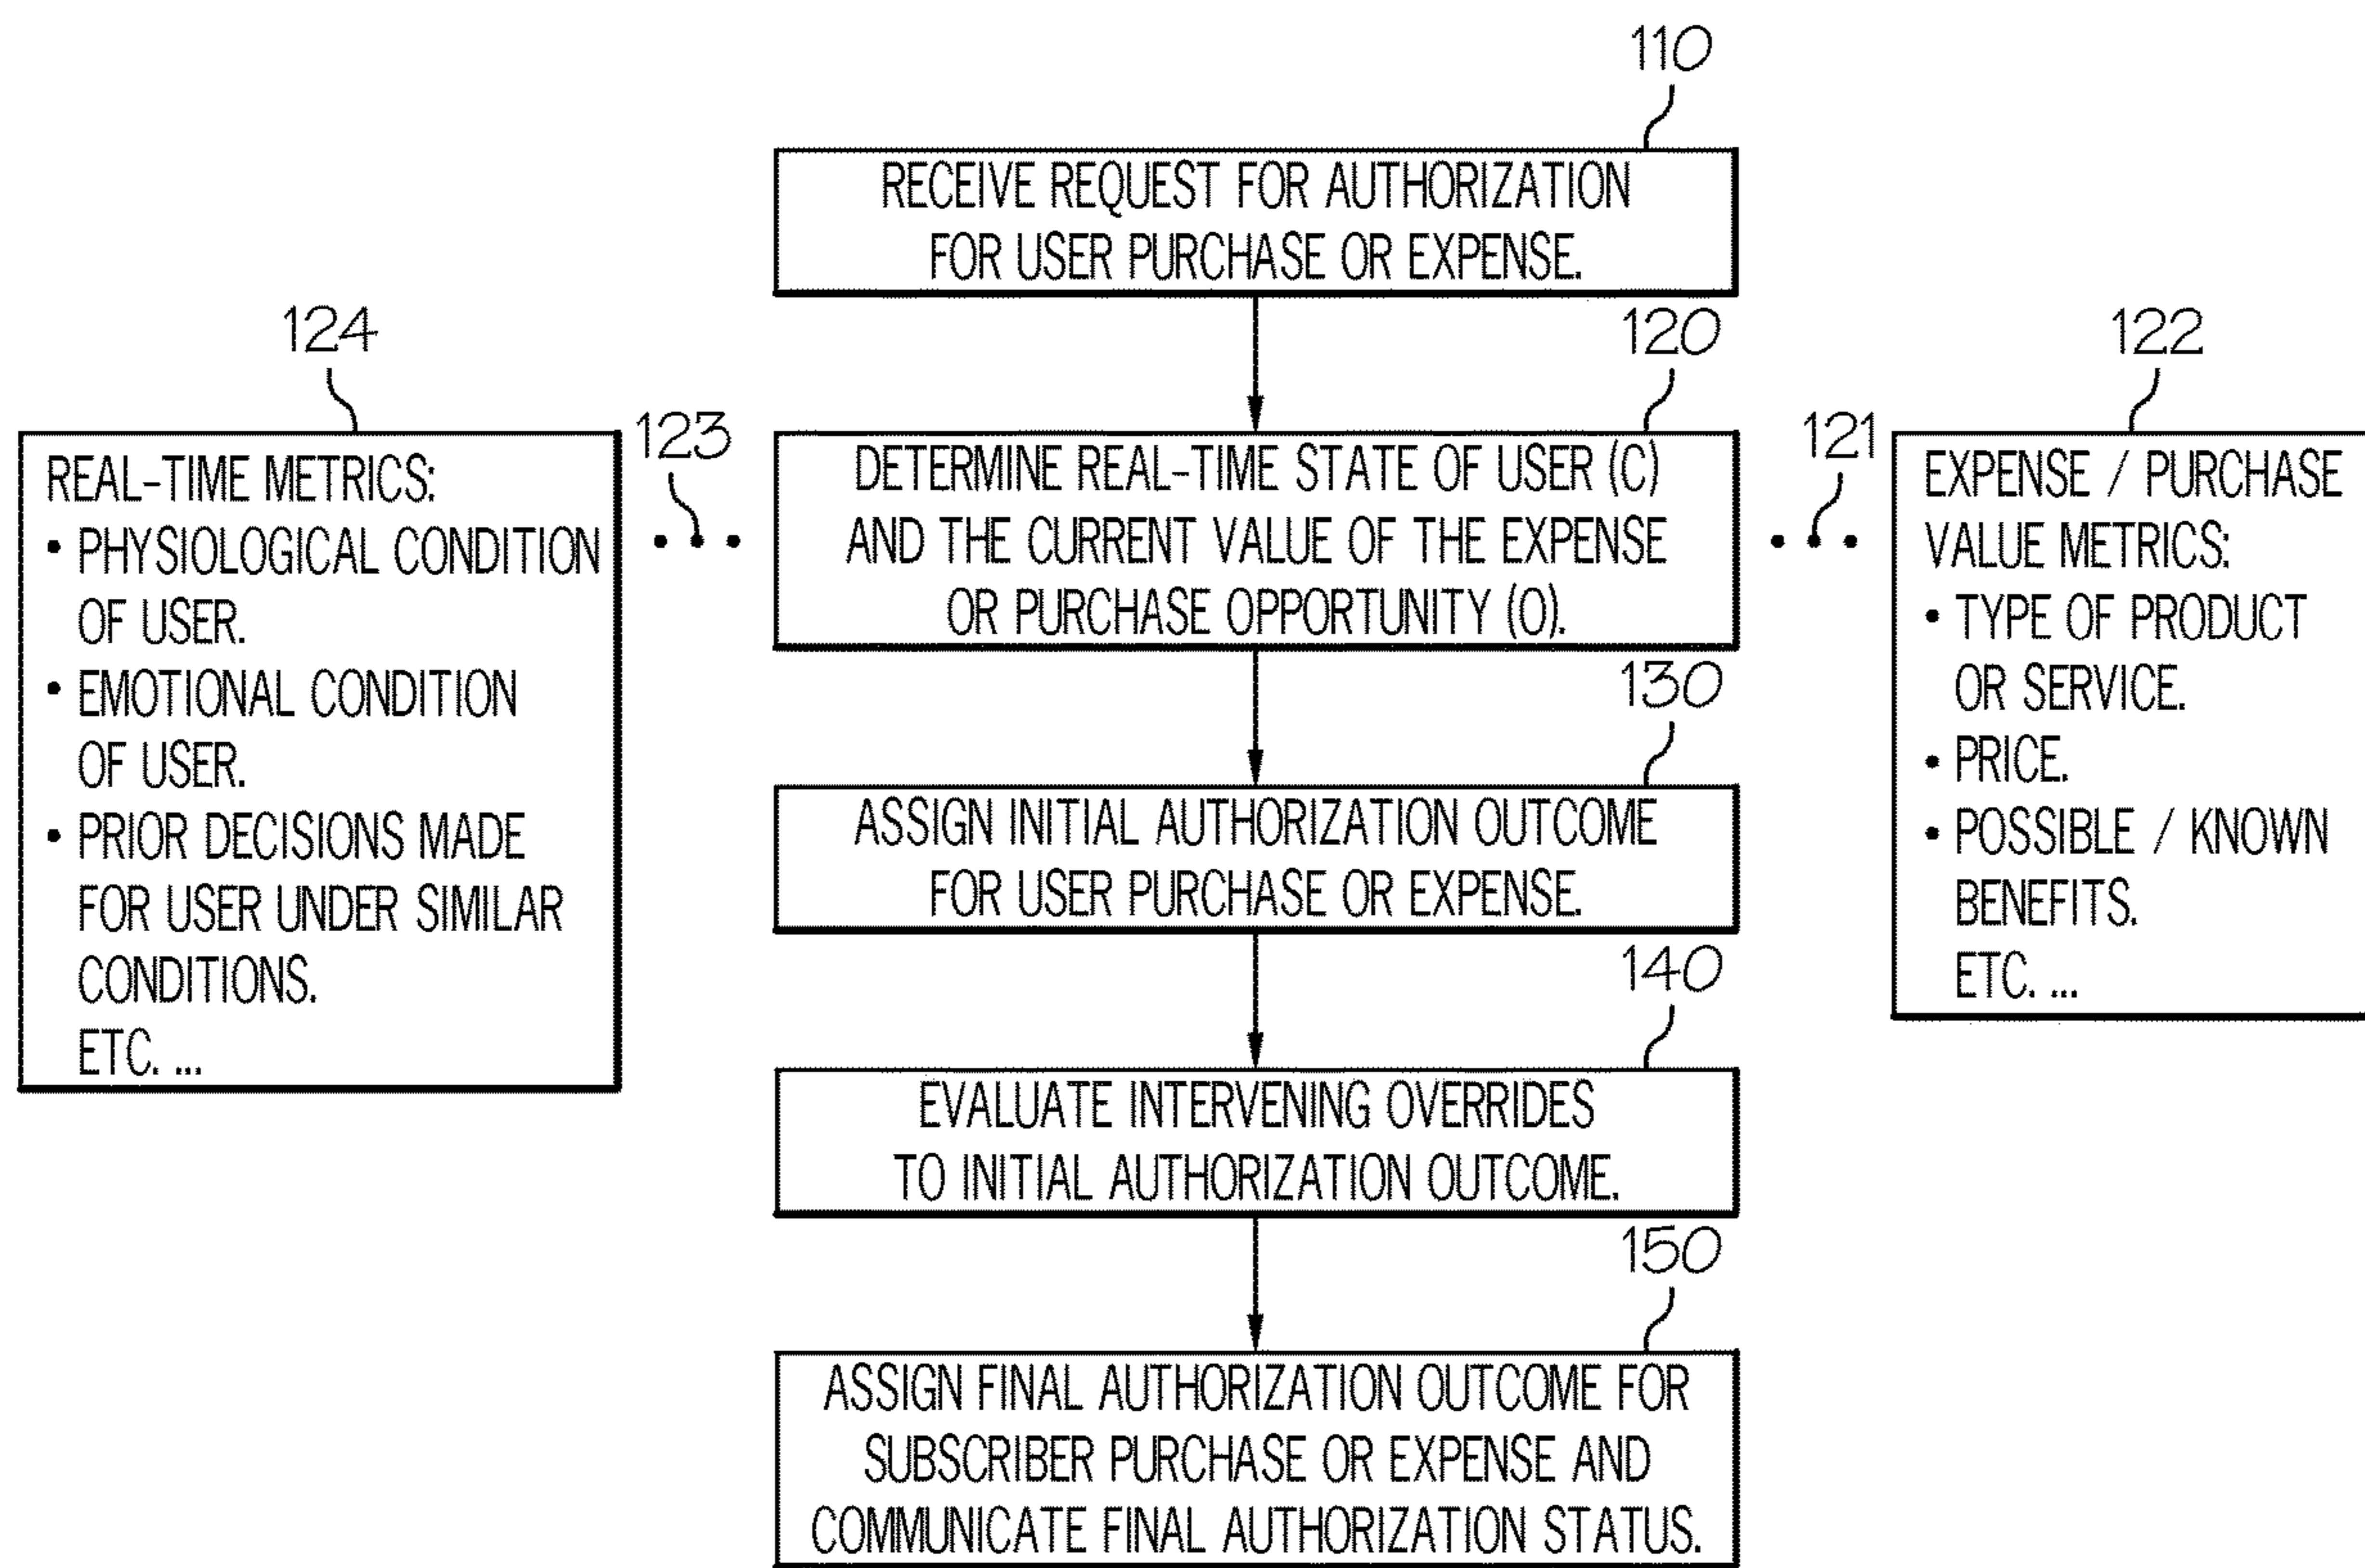 110
RECEIVE REQUEST FOR AUTHORIZATION
FOR USER PURCHASE OR EXPENSE.
124
REAL-TIME METRICS:
• PHYSIOLOGICAL CONDITION
OF USER.
• EMOTIONAL CONDITION
OF USER.
• PRIOR DECISIONS MADE
FOR USER UNDER SIMILAR
CONDITIONS.
ETC. ...
123
120
DETERMINE REAL-TIME STATE OF USER (C)
AND THE CURRENT VALUE OF THE EXPENSE
OR PURCHASE OPPORTUNITY (O).
121
122
EXPENSE / PURCHASE
VALUE METRICS:
• TYPE OF PRODUCT
OR SERVICE.
• PRICE.
• POSSIBLE / KNOWN
BENEFITS.
ETC. ...
130
ASSIGN INITIAL AUTHORIZATION OUTCOME
FOR USER PURCHASE OR EXPENSE.
140
EVALUATE INTERVENING OVERRIDES
TO INITIAL AUTHORIZATION OUTCOME.
150
ASSIGN FINAL AUTHORIZATION OUTCOME FOR
SUBSCRIBER PURCHASE OR EXPENSE AND
COMMUNICATE FINAL AUTHORIZATION STATUS.